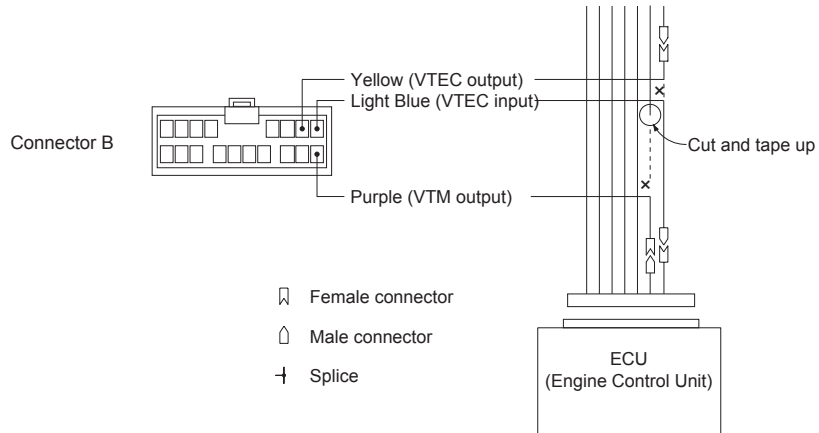 Yellow (VTEC output)
Light Blue (VTEC input)
Connector B
Cut and tape up
Purple (VTM output)
Female connector
Male connector
Splice
ECU
(Engine Control Unit)